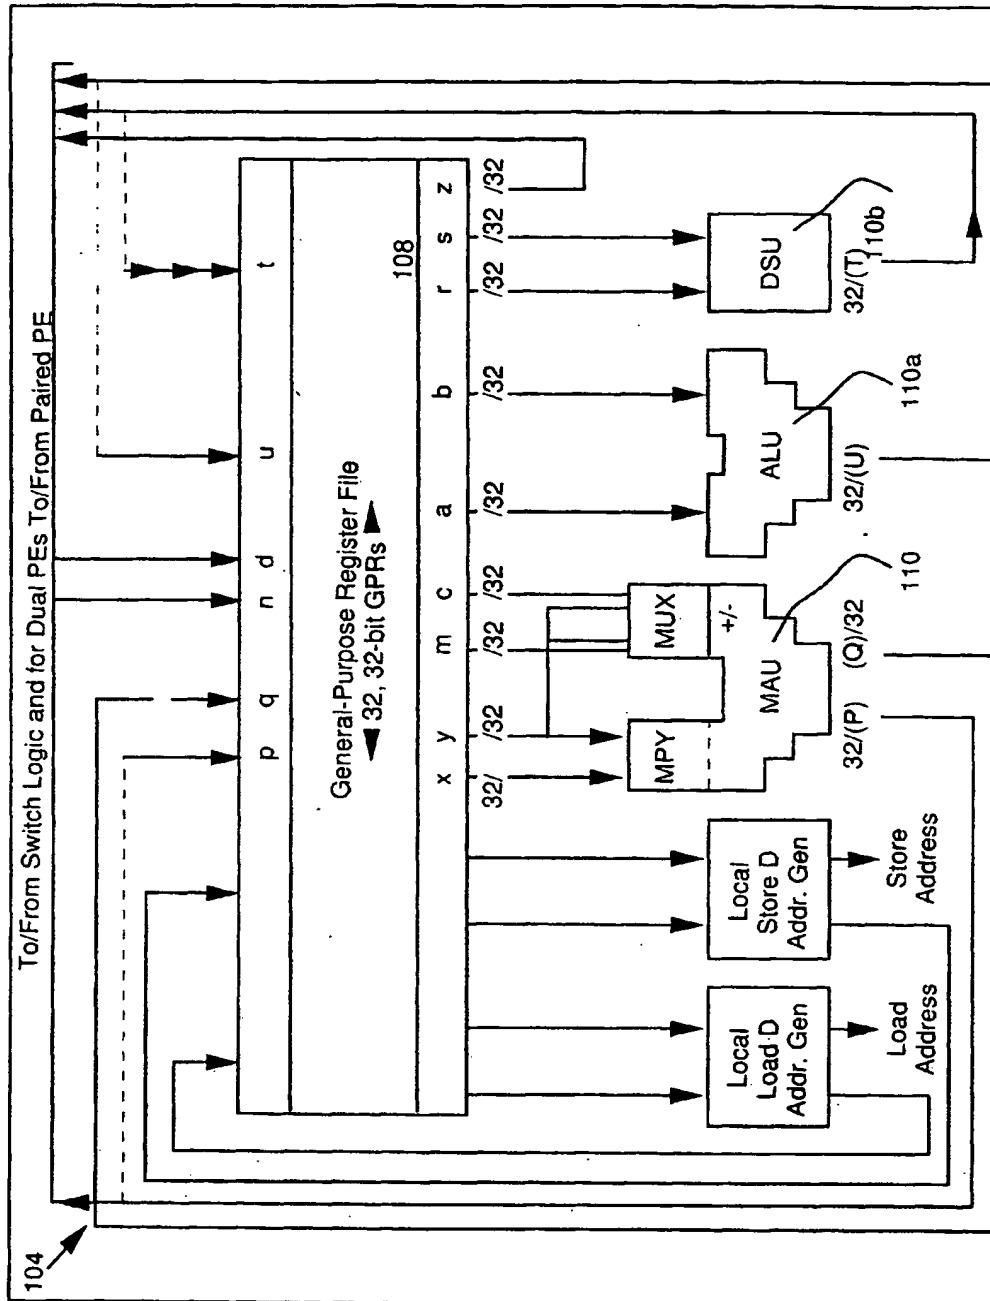 104
To/From Switch Logic and for Dual PEs To/From Paired PE
p q n d u t
General-Purpose Register File
32, 32-bit GPRs
108
x y m c a b r s z
32/ /32 /32 /32 /32 /32 /32 /32 /32
Local
Load D
Addr. Gen
Local
Store D
Addr. Gen
MPY
MUX
+/-
MAU
ALU
DSU
Load
Address
Store
Address
32/(P)
(Q)/32
110
32/(U)
110a
32/(T)
110b